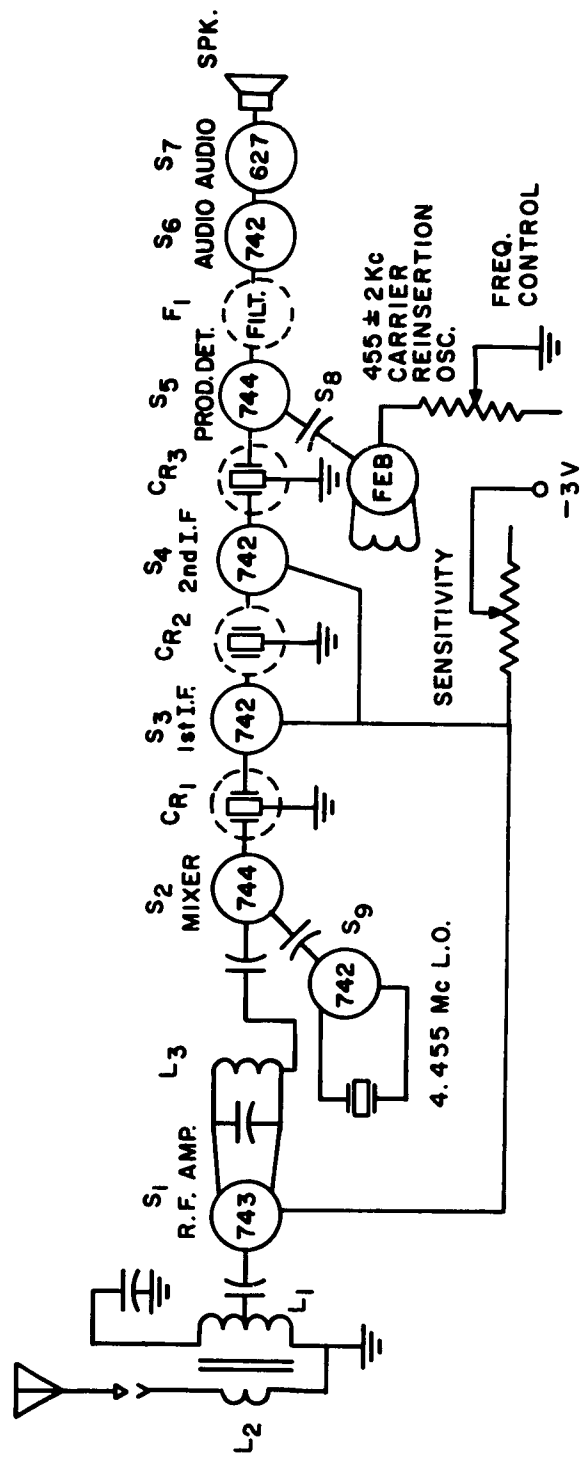 L2
L1
S1
R.F. AMP.
743
L3
S2
MIXER
744
S9
742
4.455 Mc L.O.
CR1
S3
1st I.F.
742
CR2
S4
2nd I.F
742
CR3
S5
PROD. DET.
744
S8
FEB
455 ± 2Kc
CARRIER
REINSERTION
OSC.
FREQ.
CONTROL
SENSITIVITY
-3V
F1
FILT.
S6
AUDIO
742
S7
AUDIO
627
SPK.